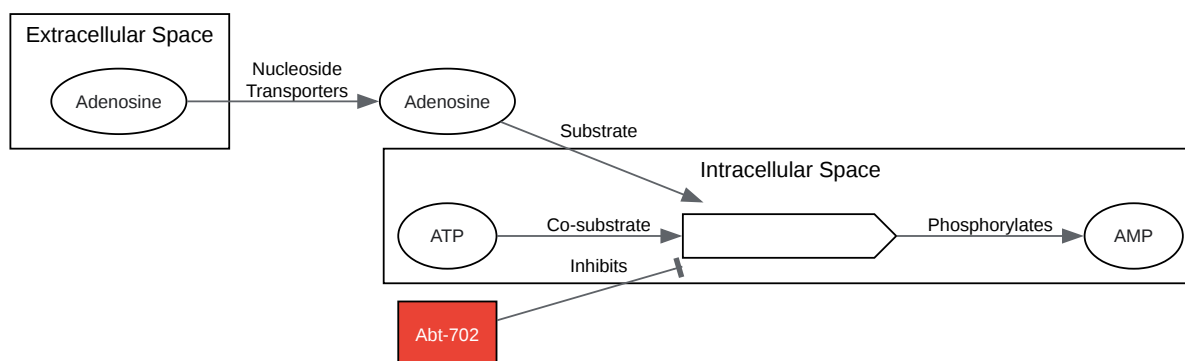 Extracellular Space
Adenosine
Nucleoside
Transporters
Adenosine
Substrate
Intracellular Space
ATP
Co-substrate
Phosphorylates
AMP
Inhibits
Abt-702